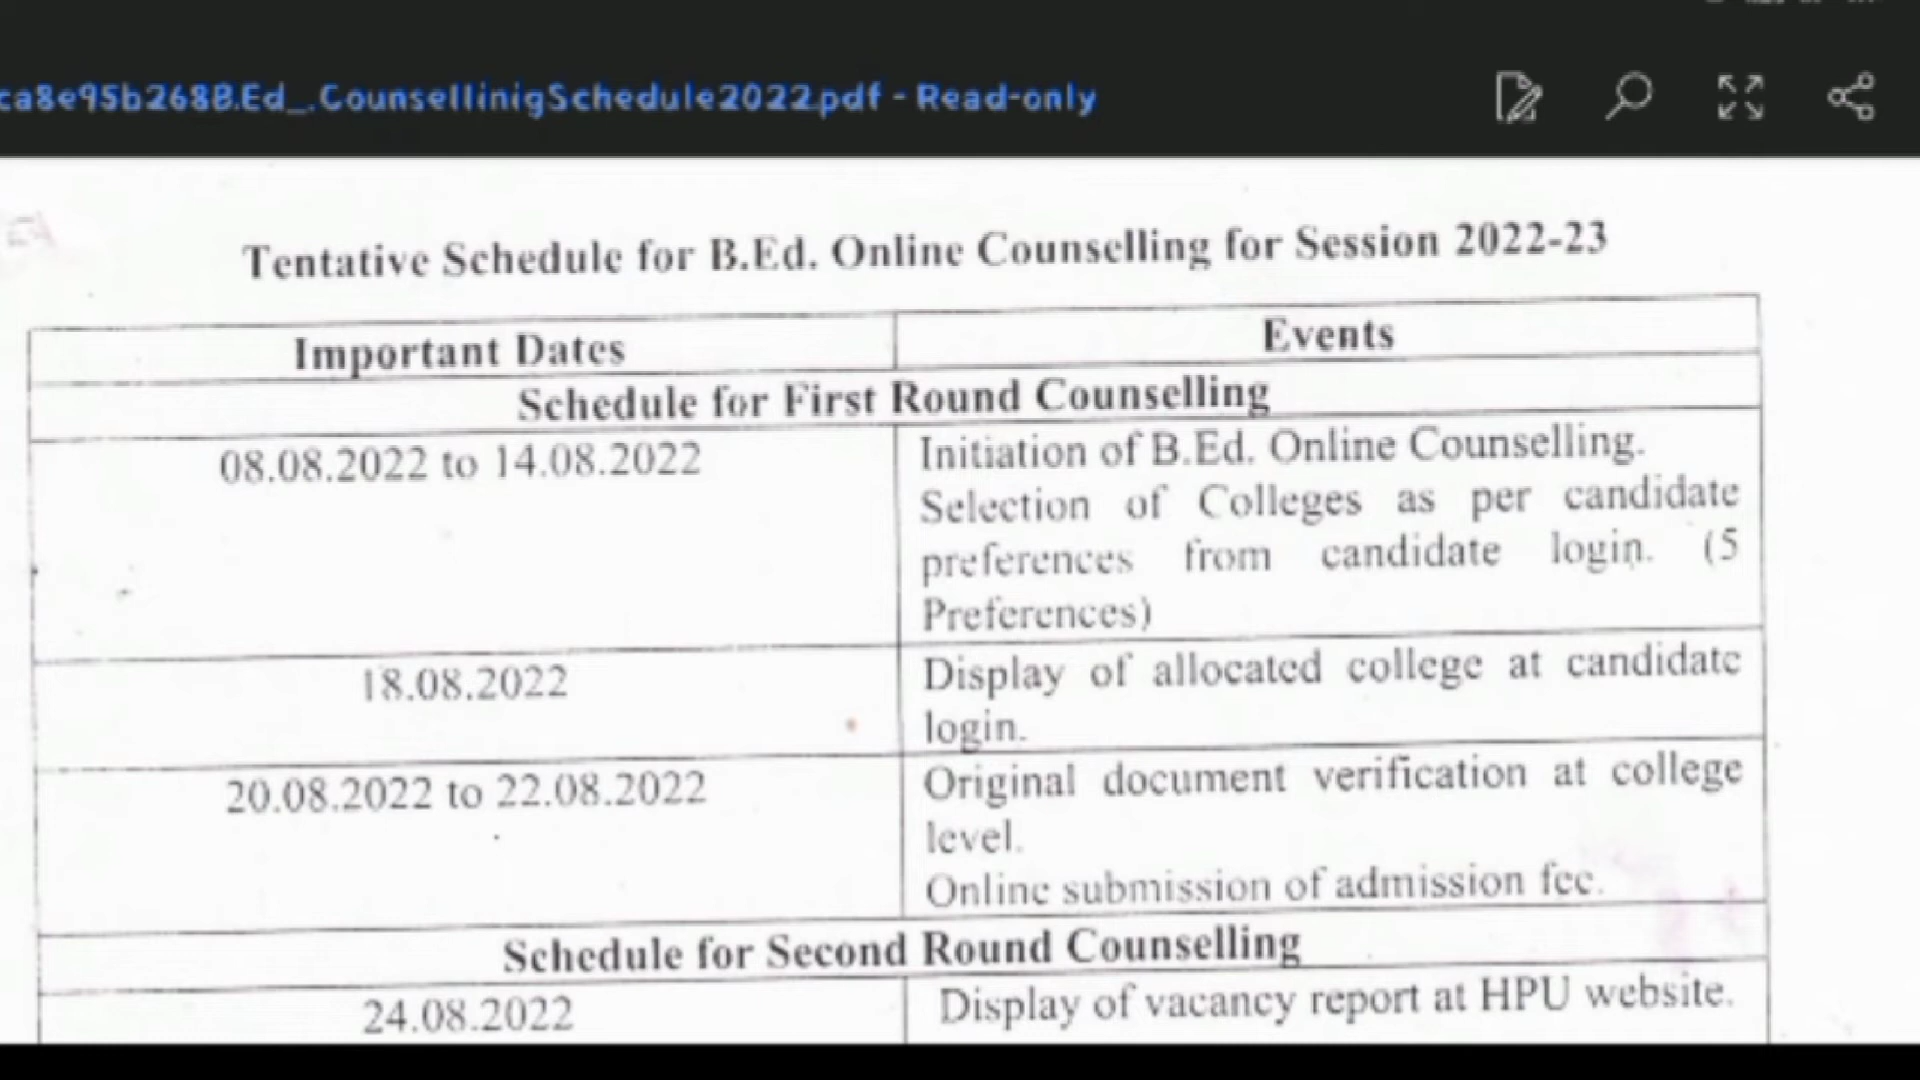 ca8e95b268B.Ed_.CounsellinigSchedule2022.pdf - Read-only
Tentative Schedule for B.Ed. Online Counselling for Session 2022-23
Important Dates
Events
Schedule for First Round Counselling
08.08.2022 to 14.08.2022
Initiation of B.Ed. Online Counselling.
Selection of Colleges as per candidate
preferences from candidate login. (5
Preferences)
18.08.2022
Display of allocated college at candidate
login.
20.08.2022 to 22.08.2022
Original document verification at college
level.
Online submission of admission fee.
Schedule for Second Round Counselling
24.08.2022
Display of vacancy report at HPU website.